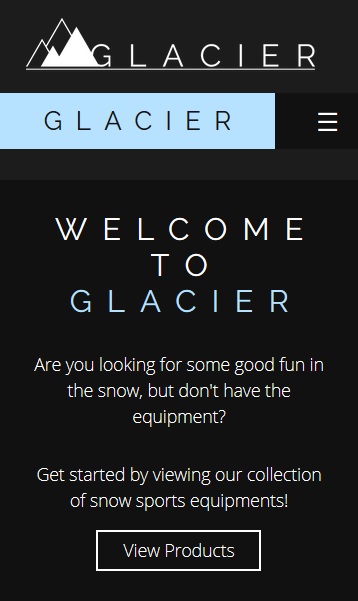 GLACIER
GLACIER
WELCOME
TO
GLACIER
Are you looking for some good fun in
the snow, but don't have the
equipment?
Get started by viewing our collection
of snow sports equipments!
View Products